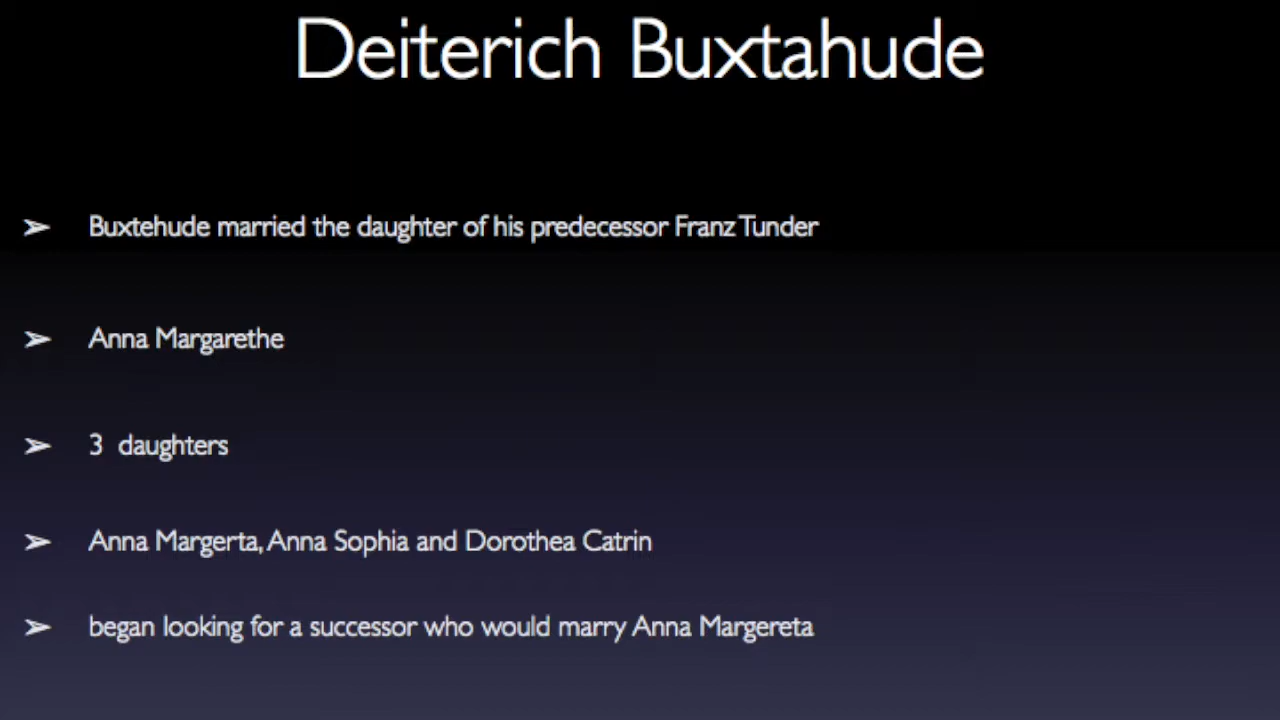 Deiterich Buxtahude
➢ Buxtehude married the daughter of his predecessor Franz Tunder
➢ Anna Margarethe
➢ 3 daughters
➢ Anna Margerta, Anna Sophia and Dorothea Catrin
➢ began looking for a successor who would marry Anna Margereta